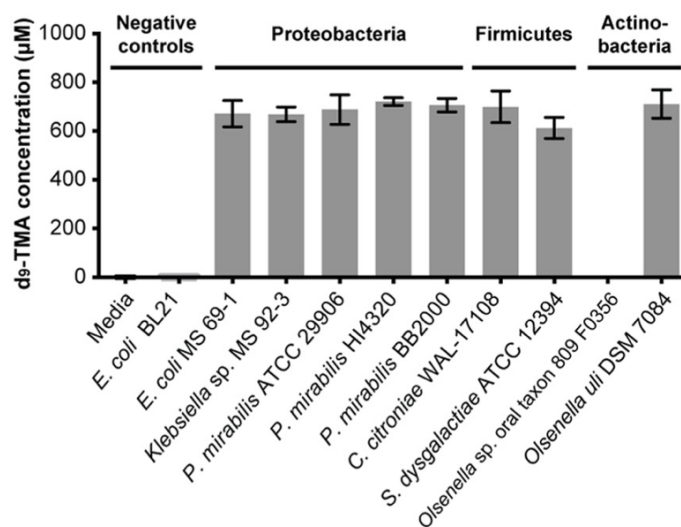 Negative
controls
Proteobacteria
Firmicutes
Actino-
bacteria
d9-TMA concentration (µM)
1000
800
600
400
200
0
Media
E. coli BL21
E. coli MS 69-1
Klebsiella sp. MS 92-3
P. mirabilis ATCC 29906
P. mirabilis HI4320
P. mirabilis BB2000
C. citroniae WAL-17108
S. dysgalactiae ATCC 12394
Olsenella sp. oral taxon 809 F0356
Olsenella uli DSM 7084